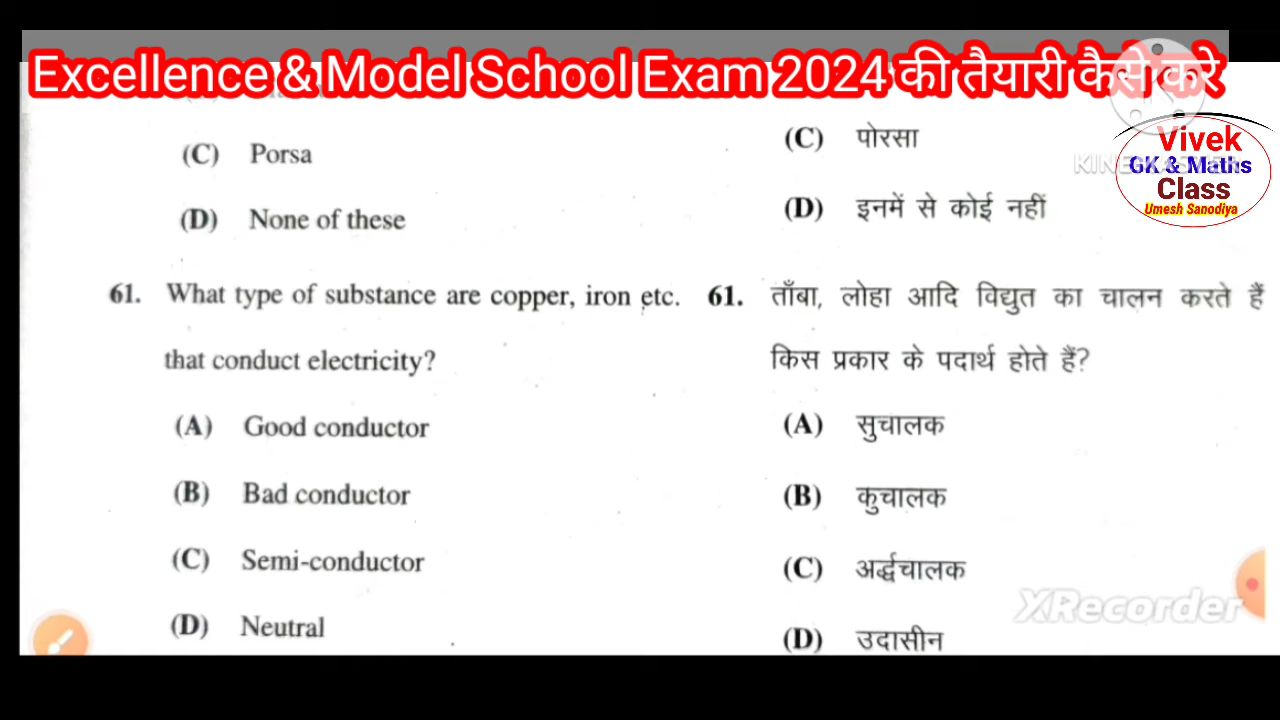 Excellence & Model School Exam 2024 की तैयारी कैसे करे
Vivek
GK & Maths
Class
Umesh Sanodiya
(C) Porsa
(D) None of these
61. What type of substance are copper, iron etc.
that conduct electricity?
(A) Good conductor
(B) Bad conductor
(C) Semi-conductor
(D) Neutral
(C) पोरसा
(D) इनमें से कोई नहीं
61. ताँबा, लोहा आदि विद्युत का चालन करते हैं
किस प्रकार के पदार्थ होते हैं?
(A) सुचालक
(B) कुचालक
(C) अर्द्धचालक
(D) उदासीन
XRecorder